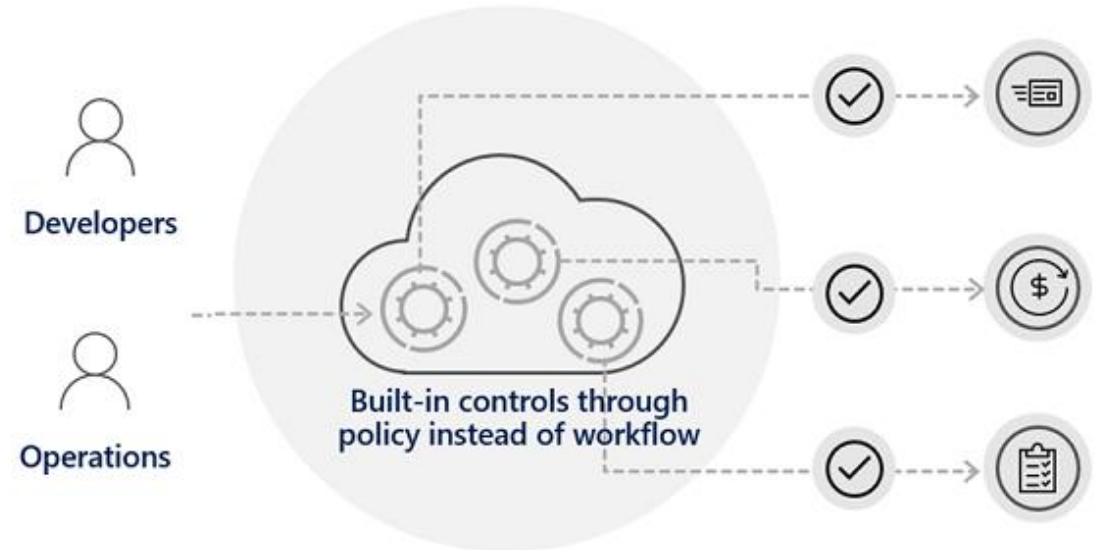 Developers
Built-in controls through
policy instead of workflow
Operations
$